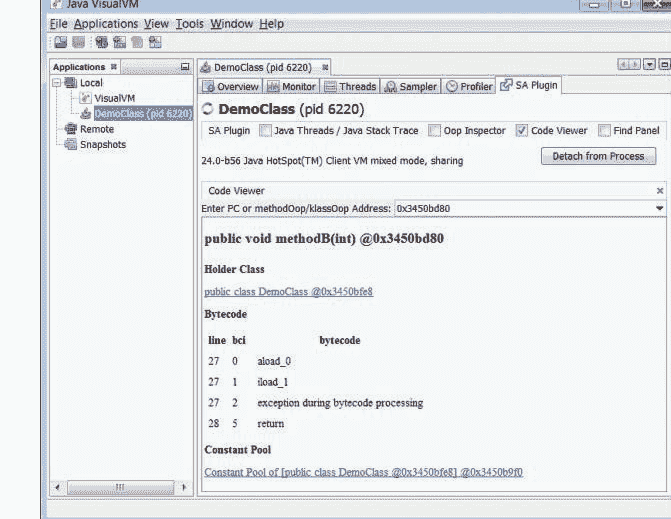 Java VisualVM
File Applications View Tools Window Help
Applications
Local
VisualVM
DemoClass (pid 6220)
Remote
Snapshots
DemoClass (pid 6220)
Overview Monitor Threads Sampler Profiler SA Plugin
DemoClass (pid 6220)
SA Plugin Java Threads / Java Stack Trace Oop Inspector Code Viewer Find Panel
24.0-b56 Java HotSpot(TM) Client VM mixed mode, sharing Detach from Process
Code Viewer
Enter PC or methodOop/klassOop Address: 0x3450bd80
public void methodB(int) @0x3450bd80
Holder Class
public class DemoClass @0x3450bfe8
Bytecode
line bci bytecode
27 0 aload_0
27 1 iload_1
27 2 exception during bytecode processing
28 5 return
Constant Pool
Constant Pool of [public class DemoClass @0x3450bfe8] @0x3450b9f0